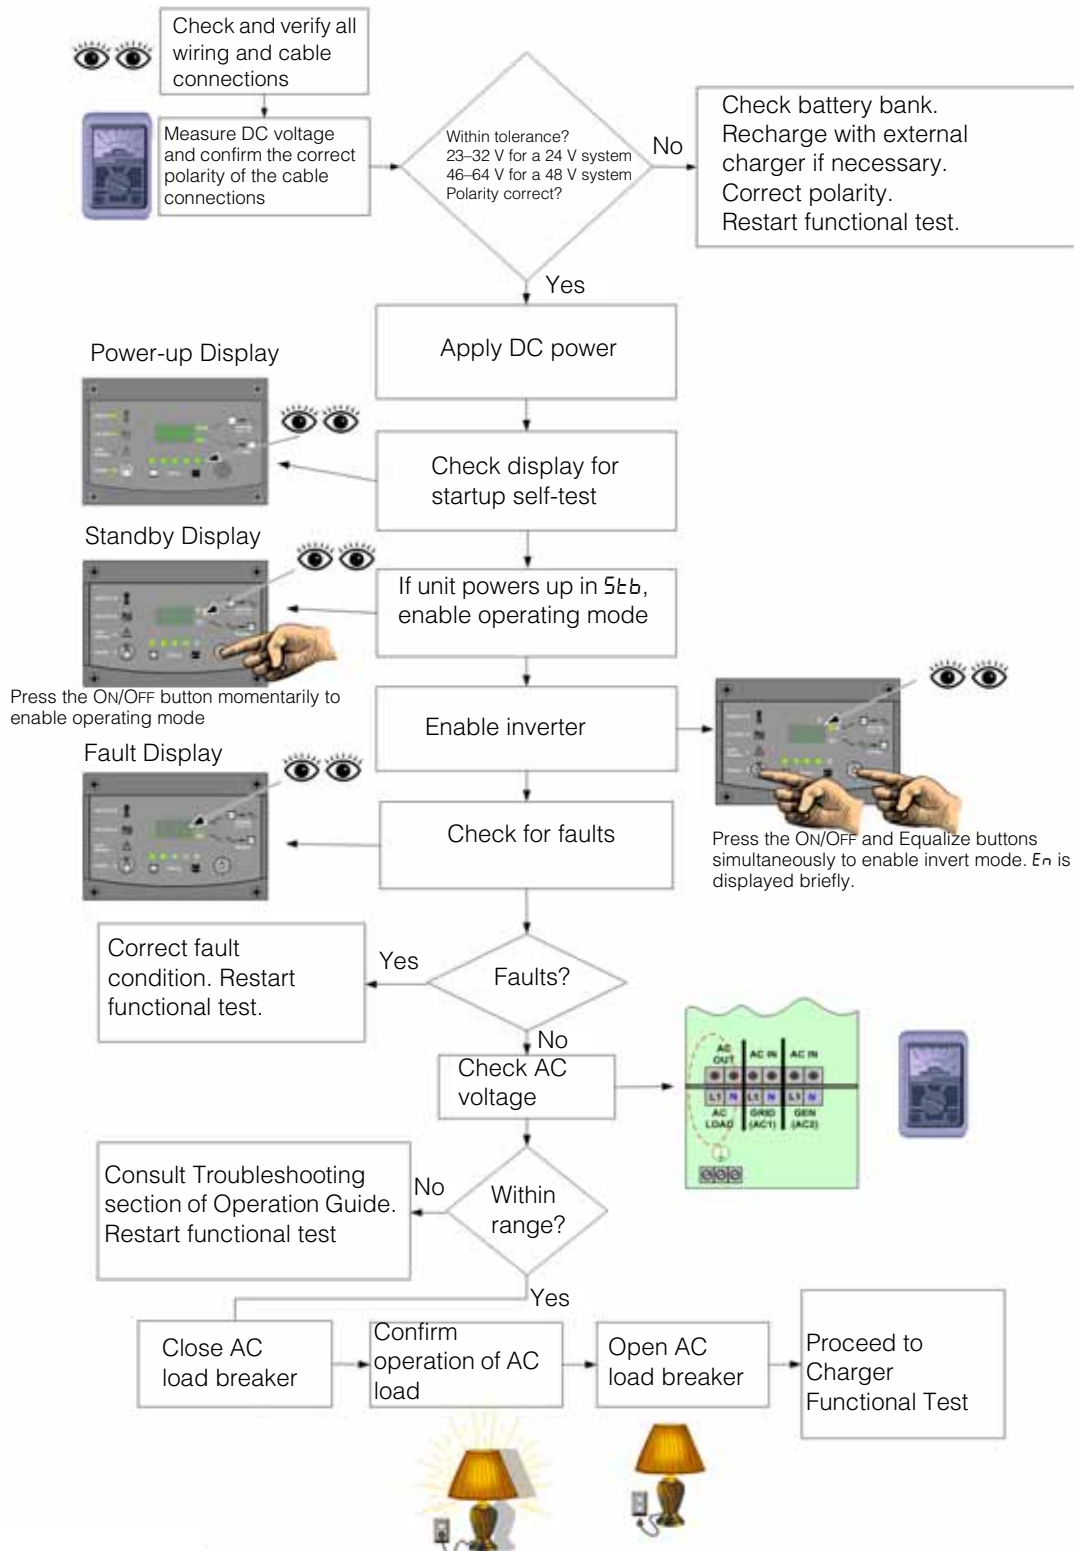 Check and verify all
wiring and cable
connections
Measure DC voltage
and confirm the correct
polarity of the cable
connections
Within tolerance?
23–32 V for a 24 V system
46–64 V for a 48 V system
Polarity correct?
No
Check battery bank.
Recharge with external
charger if necessary.
Correct polarity.
Restart functional test.
Yes
Apply DC power
Power-up Display
Check display for
startup self-test
Standby Display
If unit powers up in Stb,
enable operating mode
Press the ON/OFF button momentarily to
enable operating mode
Enable inverter
Press the ON/OFF and Equalize buttons
simultaneously to enable invert mode. En is
displayed briefly.
Fault Display
Check for faults
Faults?
Yes
Correct fault
condition. Restart
functional test.
No
Check AC
voltage
AC OUT
AC IN
AC IN
L1 N L1 N L1 N
AC LOAD
GRID (AC1)
GEN (AC2)
Within
range?
No
Consult Troubleshooting
section of Operation Guide.
Restart functional test
Yes
Close AC
load breaker
Confirm
operation of AC
load
Open AC
load breaker
Proceed to
Charger
Functional Test